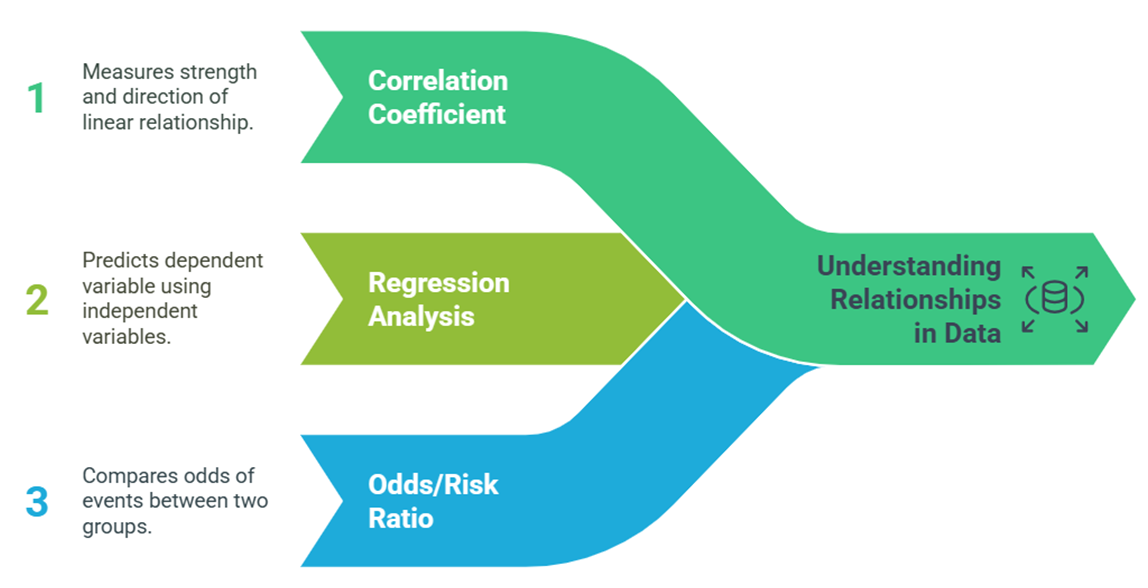 1
Measures strength
and direction of
linear relationship.
Correlation
Coefficient
2
Predicts dependent
variable using
independent
variables.
Regression
Analysis
3
Compares odds of
events between two
groups.
Odds/Risk
Ratio
Understanding
Relationships
in Data